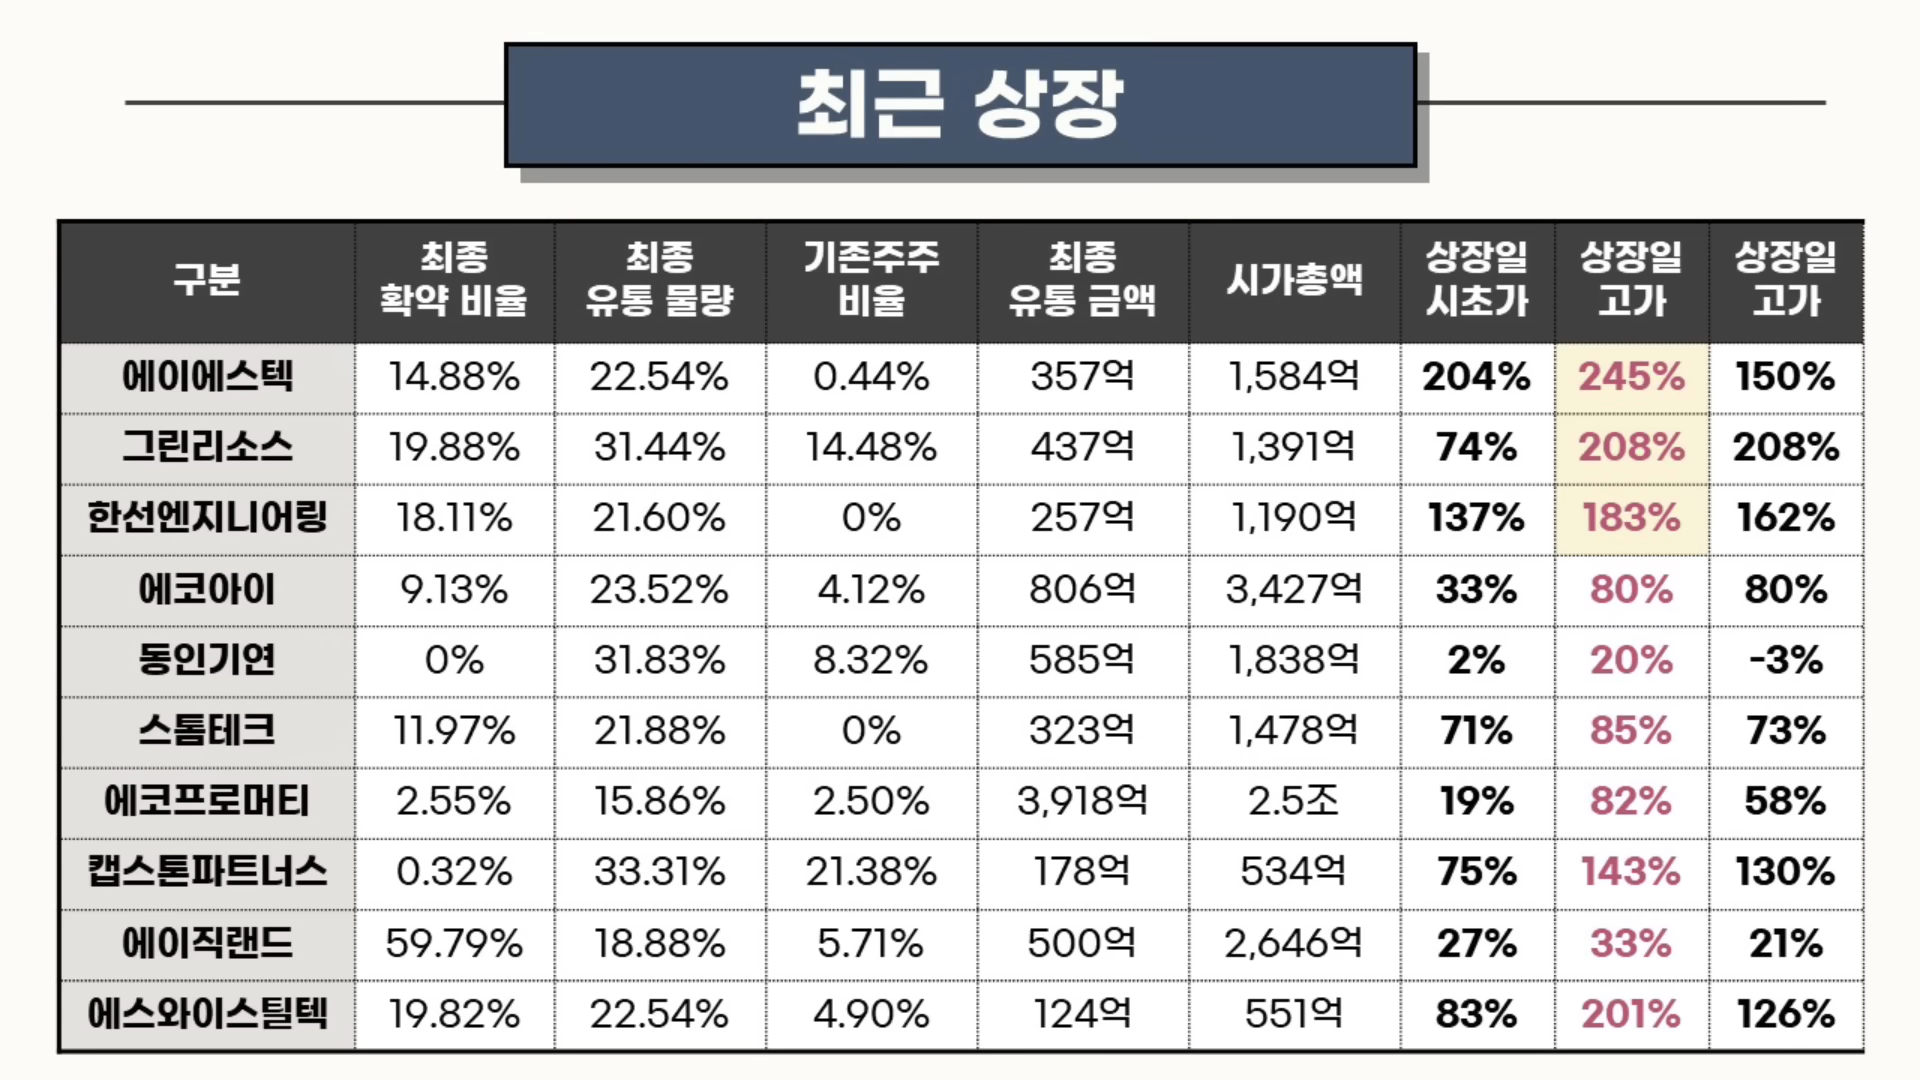 최근 상장
구분 최종 확약 비율 최종 유통 물량 기존주주 비율 최종 유통 금액 시가총액 상장일 시초가 상장일 고가 상장일 고가
에이에스텍 14.88% 22.54% 0.44% 357억 1,584억 204% 245% 150%
그린리소스 19.88% 31.44% 14.48% 437억 1,391억 74% 208% 208%
한선엔지니어링 18.11% 21.60% 0% 257억 1,190억 137% 183% 162%
에코아이 9.13% 23.52% 4.12% 806억 3,427억 33% 80% 80%
동인기연 0% 31.83% 8.32% 585억 1,838억 2% 20% -3%
스톰테크 11.97% 21.88% 0% 323억 1,478억 71% 85% 73%
에코프로머티 2.55% 15.86% 2.50% 3,918억 2.5조 19% 82% 58%
캡스톤파트너스 0.32% 33.31% 21.38% 178억 534억 75% 143% 130%
에이직랜드 59.79% 18.88% 5.71% 500억 2,646억 27% 33% 21%
에스와이스틸텍 19.82% 22.54% 4.90% 124억 551억 83% 201% 126%